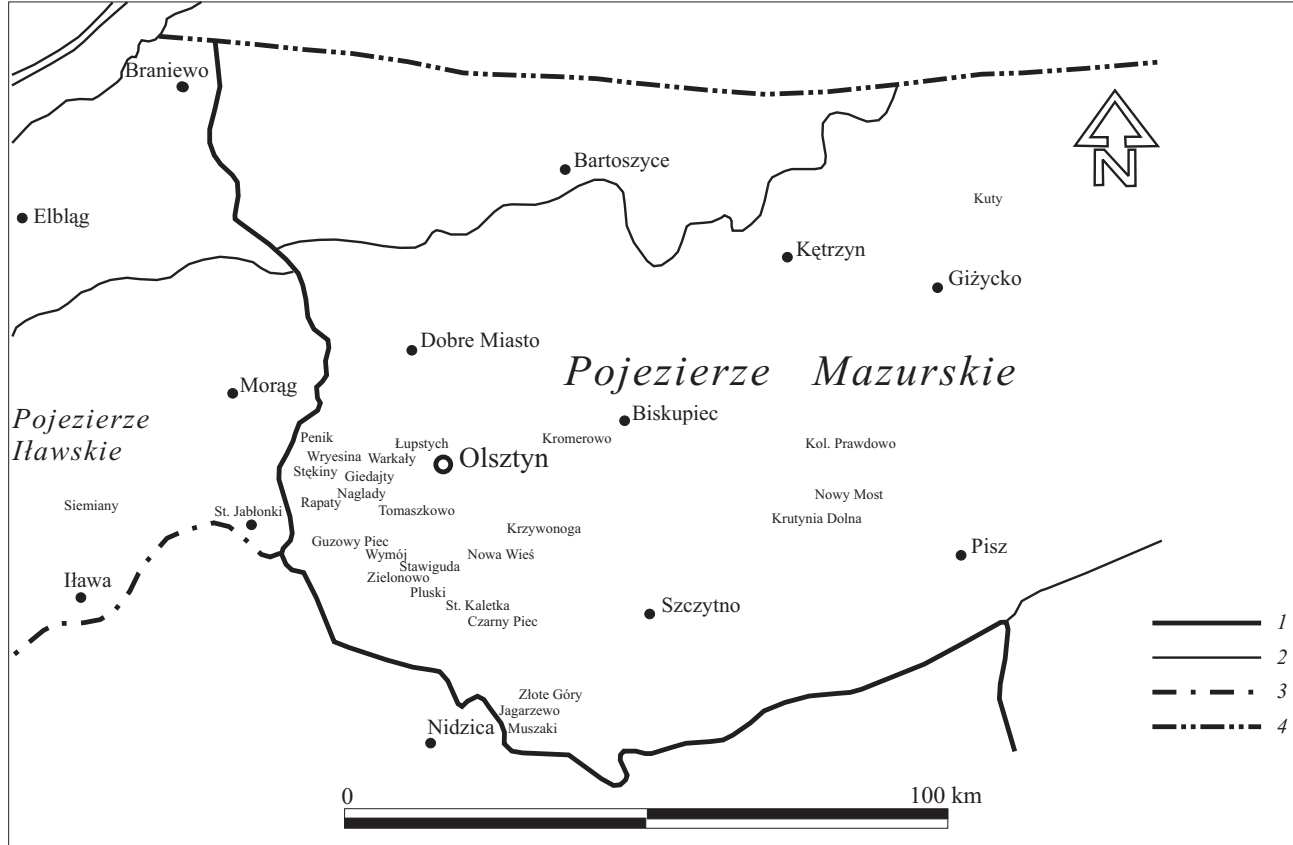 Braniewo
Bartoszyce
N
Elbląg
Kuty
Kętrzyn
Giżycko
Dobre Miasto
Pojezierze Mazurskie
Morąg
Pojezierze
Iławskie
Biskupiec
Penik
Łupstych
Kromerowo
Kol. Prawdowo
Wryesina
Warkały
Olsztyn
Stękiny
Giedajty
Naglady
Nowy Most
Siemiany
St. Jabłonki
Rapaty
Tomaszkowo
Krutynia Dolna
Krzywonoga
Guzowy Piec
Wymój
Nowa Wieś
Pisz
Stawiguda
Iława
Zielonowo
Pluski
St. Kaletka
Szczytno
Czarny Piec
1
2
3
4
Złote Góry
Jagarzewo
Nidzica
Muszaki
0
100 km